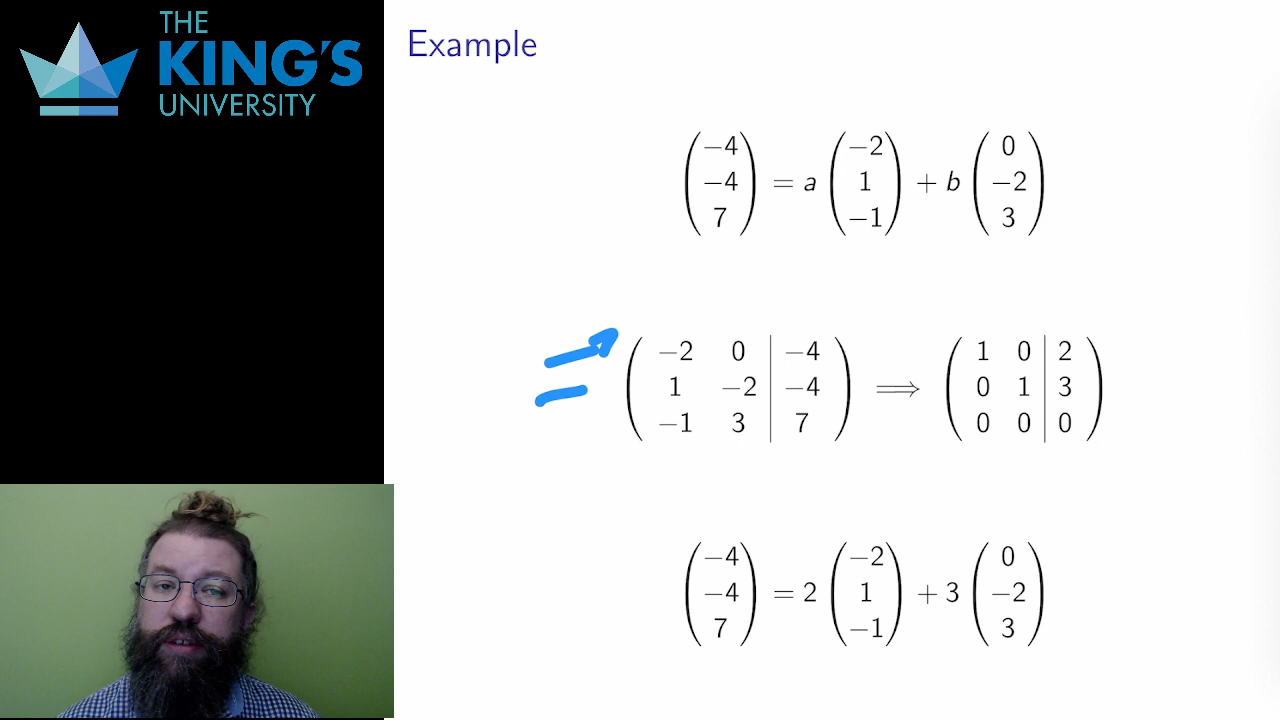 THE
KING'S
UNIVERSITY
Example
(−4 −4 7) = a (−2 1 −1) + b (0 −2 3)
(−2 0 | −4
1 −2 | −4
−1 3 | 7) ⟹ (1 0 | 2
0 1 | 3
0 0 | 0)
(−4 −4 7) = 2 (−2 1 −1) + 3 (0 −2 3)